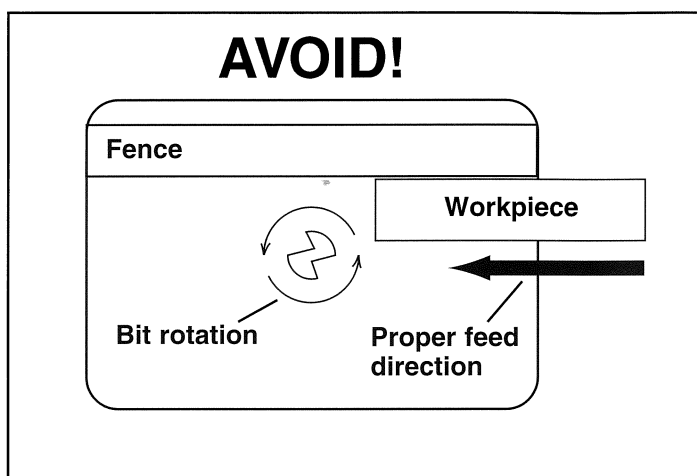 AVOID!
Fence
Workpiece
Bit rotation
Proper feed
direction